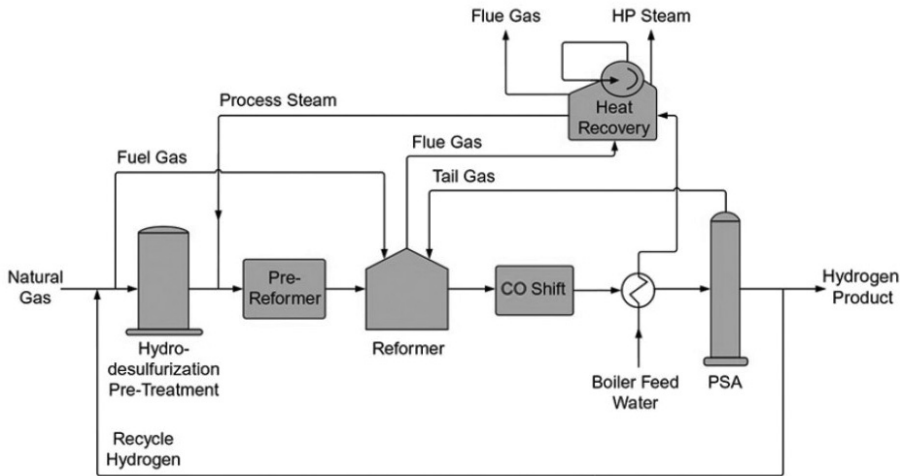 Flue Gas
HP Steam
Process Steam
Heat
Recovery
Flue Gas
Fuel Gas
Tail Gas
Natural
Gas
Pre-
Reformer
CO Shift
Hydrogen
Product
Reformer
Hydro-
desulfurization
Pre-Treatment
Boiler Feed
Water
PSA
Recycle
Hydrogen